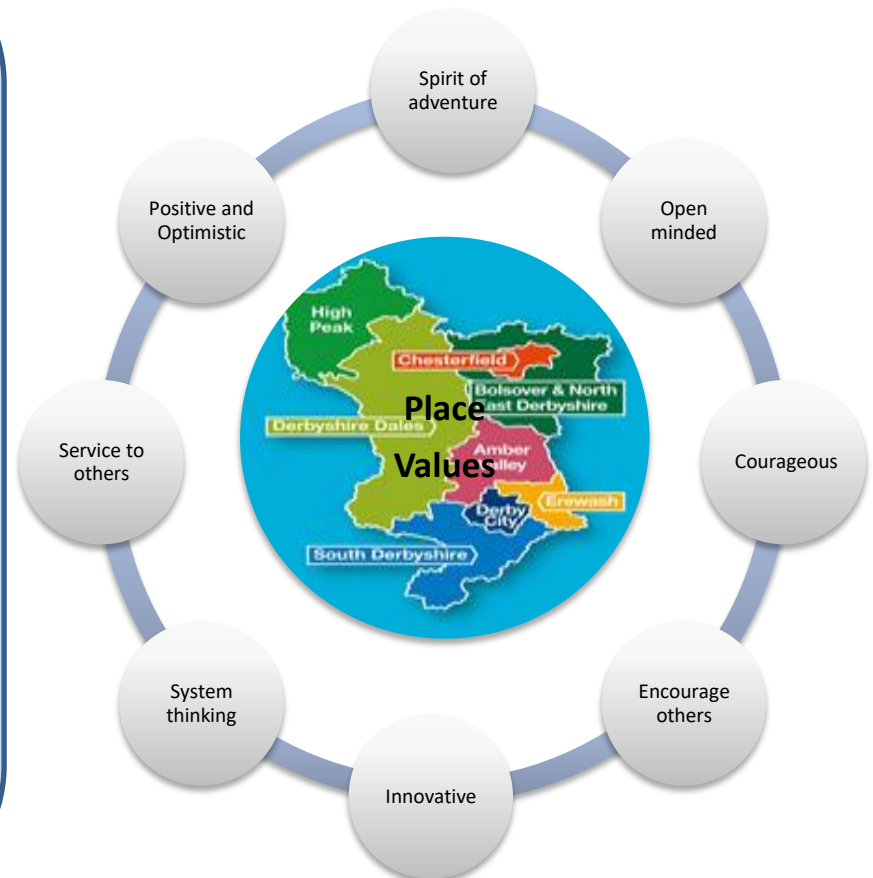 Spirit of
adventure
Open
minded
Courageous
Encourage
others
Innovative
System
thinking
Service to
others
Positive and
Optimistic
Place
Values
High
Peak
Chesterfield
Bolsover & North
East Derbyshire
Derbyshire Dales
Amber
Valley
Erewash
Derby
City
South Derbyshire